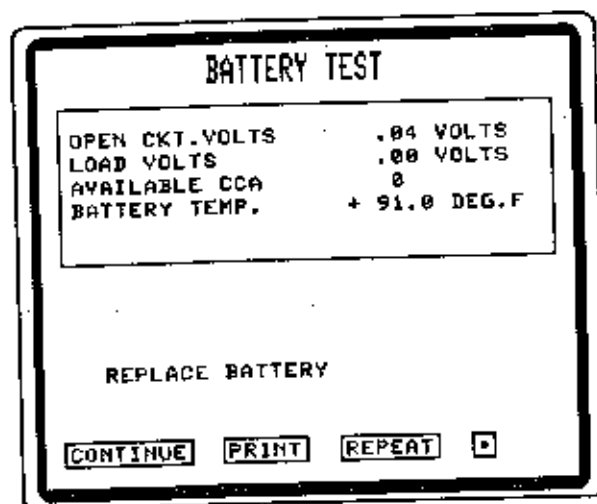 BATTERY TEST
OPEN CKT.VOLTS .04 VOLTS
LOAD VOLTS .00 VOLTS
AVAILABLE CCA 0
BATTERY TEMP. + 91.0 DEG.F
REPLACE BATTERY
CONTINUE PRINT REPEAT